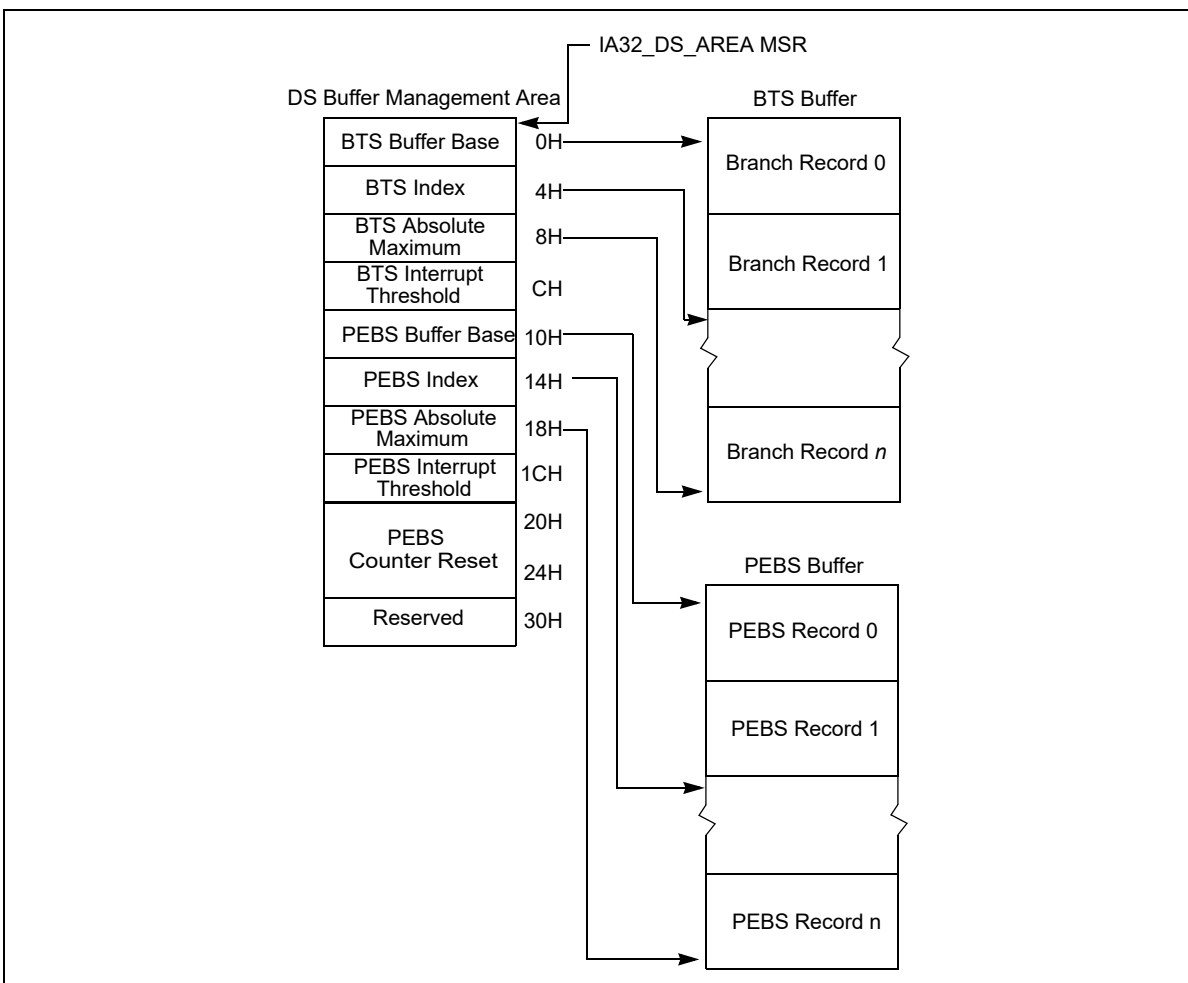 IA32_DS_AREA MSR
DS Buffer Management Area
BTS Buffer Base
0H
BTS Index
4H
BTS Absolute
Maximum
8H
BTS Interrupt
Threshold
CH
PEBS Buffer Base
10H
PEBS Index
14H
PEBS Absolute
Maximum
18H
PEBS Interrupt
Threshold
1CH
PEBS
Counter Reset
20H
24H
Reserved
30H
BTS Buffer
Branch Record 0
Branch Record 1
Branch Record n
PEBS Buffer
PEBS Record 0
PEBS Record 1
PEBS Record n